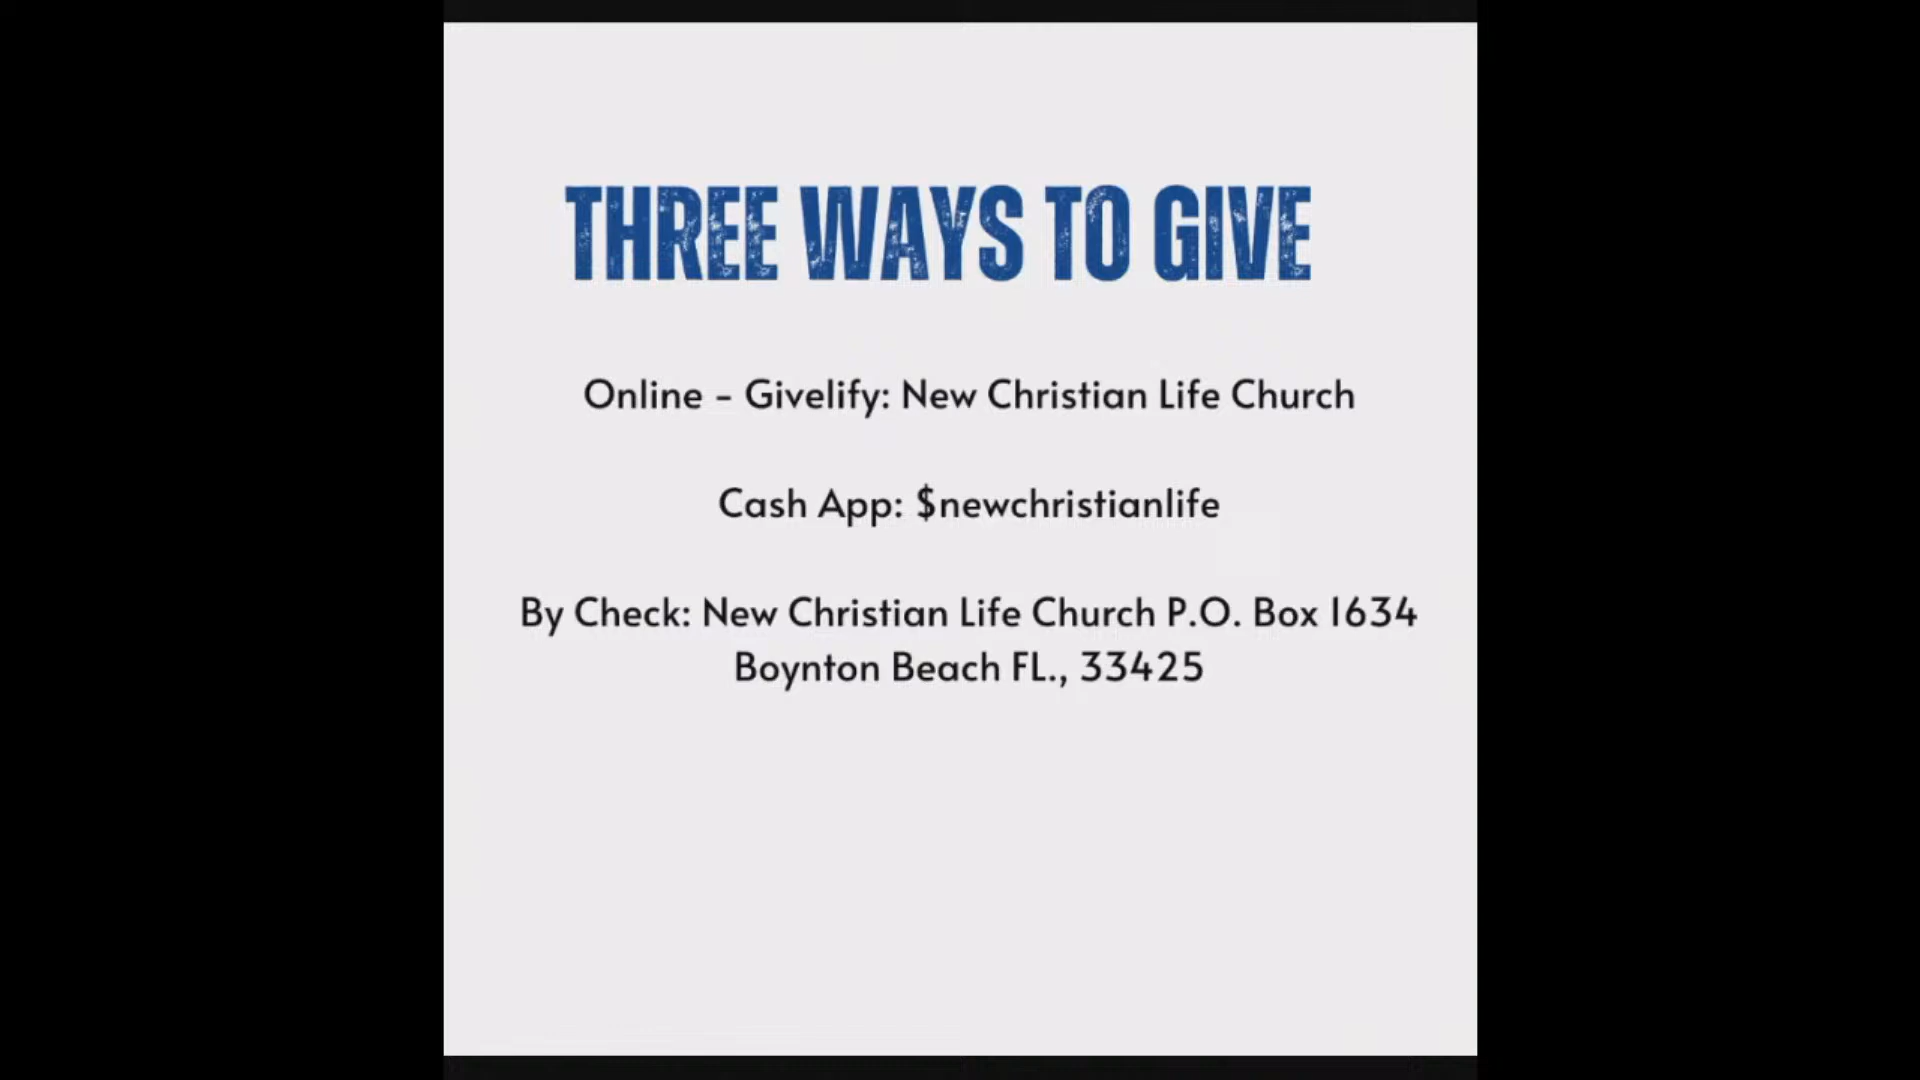 THREE WAYS TO GIVE
Online - Givelify: New Christian Life Church
Cash App: $newchristianlife
By Check: New Christian Life Church P.O. Box 1634
Boynton Beach FL., 33425